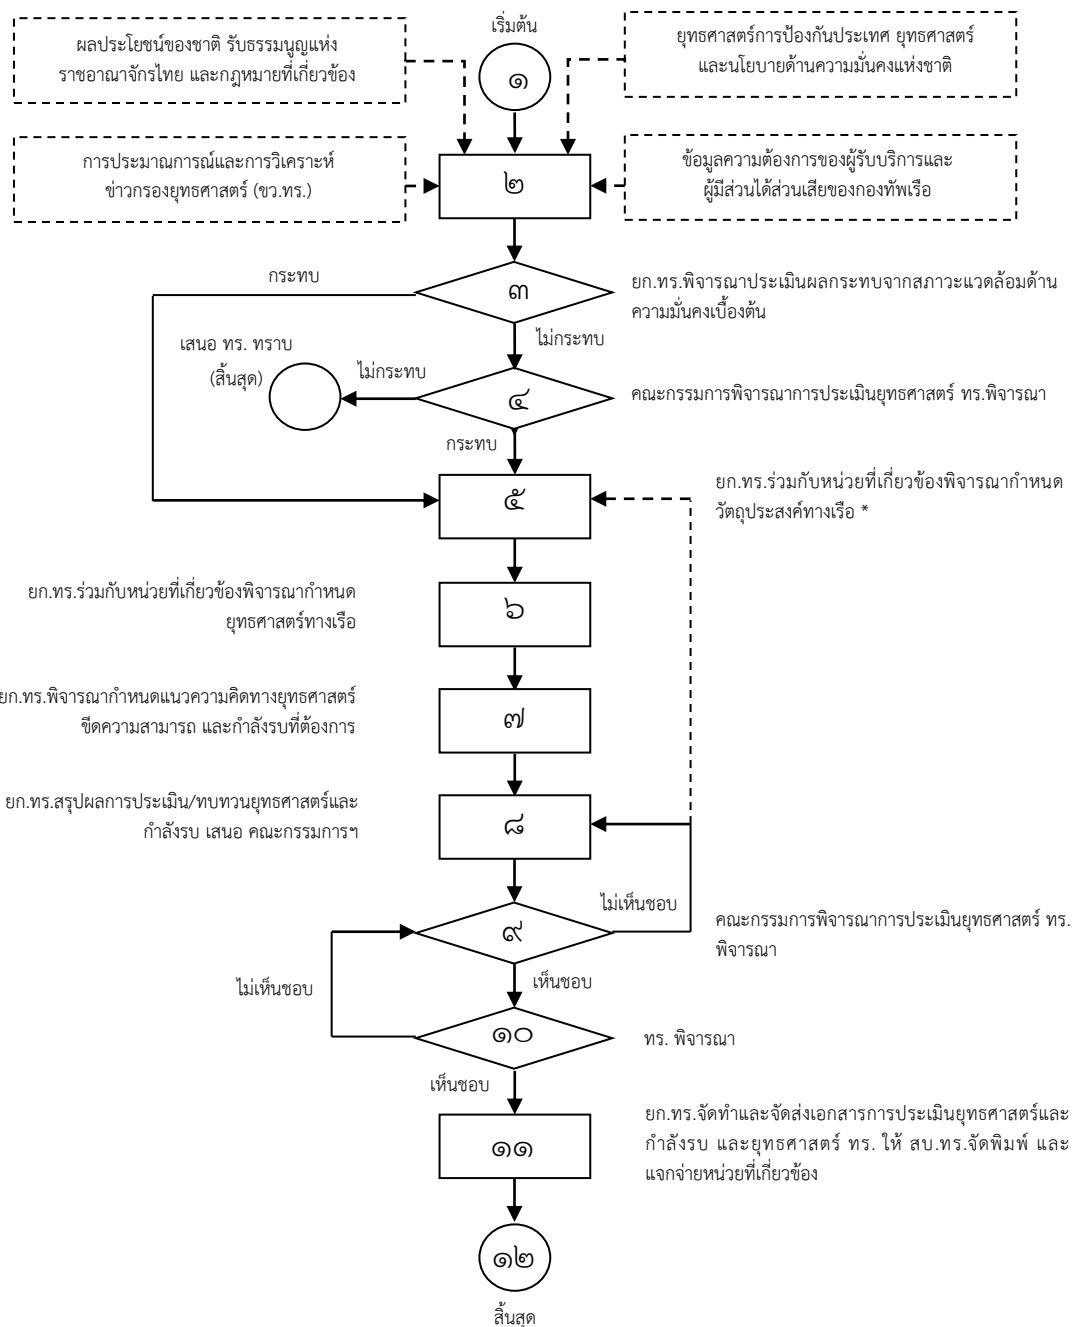 เริ่มต้น
ผลประโยชน์ของชาติ รับธรรมนูญแห่ง
ราชอาณาจักรไทย และกฎหมายที่เกี่ยวข้อง
๑
ยุทธศาสตร์การป้องกันประเทศ ยุทธศาสตร์
และนโยบายด้านความมั่นคงแห่งชาติ
การประมาณการณ์และการวิเคราะห์
ข่าวกรองยุทธศาสตร์ (ขว.ทร.)
๒
ข้อมูลความต้องการของผู้รับบริการและ
ผู้มีส่วนได้ส่วนเสียของกองทัพเรือ
กระทบ
๓
ยก.ทร.พิจารณาประเมินผลกระทบจากสภาวะแวดล้อมด้าน
ความมั่นคงเบื้องต้น
ไม่กระทบ
เสนอ ทร. ทราบ
(สิ้นสุด)
ไม่กระทบ
๔
คณะกรรมการพิจารณาการประเมินยุทธศาสตร์ ทร.พิจารณา
กระทบ
๕
ยก.ทร.ร่วมกับหน่วยที่เกี่ยวข้องพิจารณากำหนด
วัตถุประสงค์ทางเรือ *
ยก.ทร.ร่วมกับหน่วยที่เกี่ยวข้องพิจารณากำหนด
ยุทธศาสตร์ทางเรือ
๖
ยก.ทร.พิจารณากำหนดแนวความคิดทางยุทธศาสตร์
ขีดความสามารถ และกำลังรบที่ต้องการ
๗
ยก.ทร.สรุปผลการประเมิน/ทบทวนยุทธศาสตร์และ
กำลังรบ เสนอ คณะกรรมการฯ
๘
ไม่เห็นชอบ
๙
คณะกรรมการพิจารณาการประเมินยุทธศาสตร์ ทร.
พิจารณา
เห็นชอบ
ไม่เห็นชอบ
๑๐
ทร. พิจารณา
เห็นชอบ
๑๑
ยก.ทร.จัดทำและจัดส่งเอกสารการประเมินยุทธศาสตร์และ
กำลังรบ และยุทธศาสตร์ ทร. ให้ สบ.ทร.จัดพิมพ์ และ
แจกจ่ายหน่วยที่เกี่ยวข้อง
๑๒
สิ้นสุด